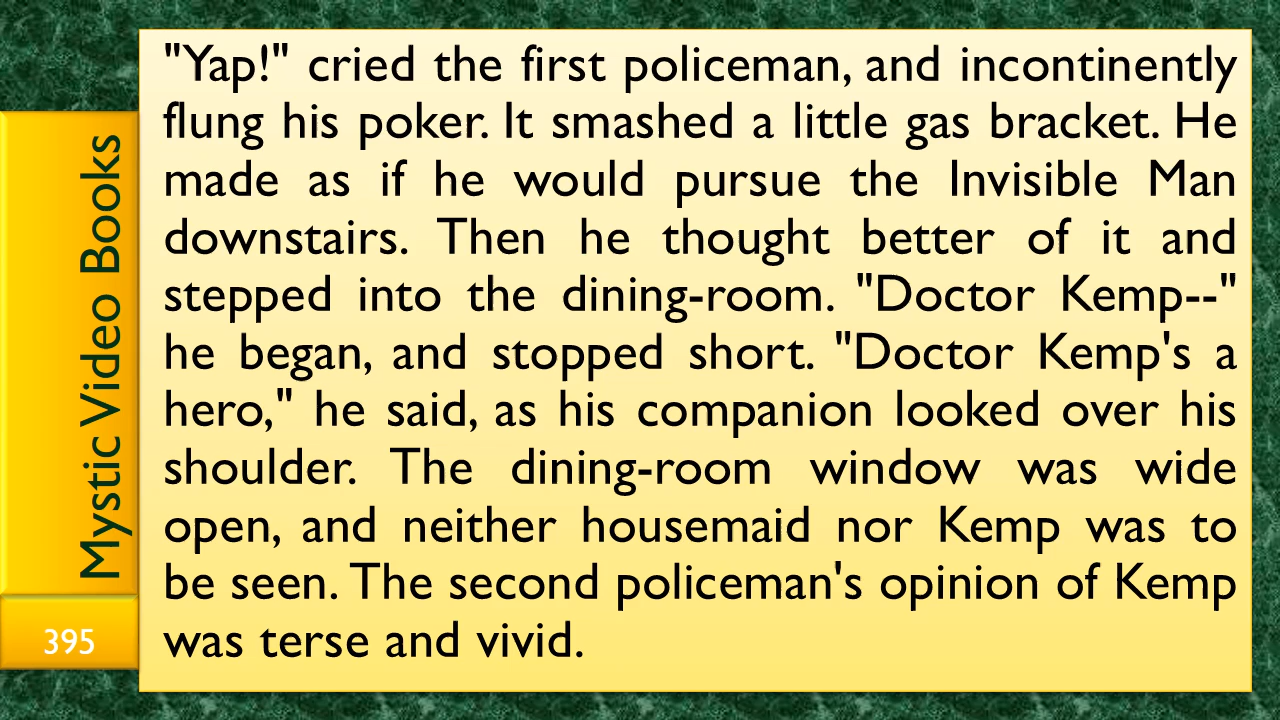 "Yap!" cried the first policeman, and incontinently
flung his poker. It smashed a little gas bracket. He
made as if he would pursue the Invisible Man
downstairs. Then he thought better of it and
stepped into the dining-room. "Doctor Kemp--"
he began, and stopped short. "Doctor Kemp's a
hero," he said, as his companion looked over his
shoulder. The dining-room window was wide
open, and neither housemaid nor Kemp was to
be seen. The second policeman's opinion of Kemp
was terse and vivid.
Mystic Video Books
395